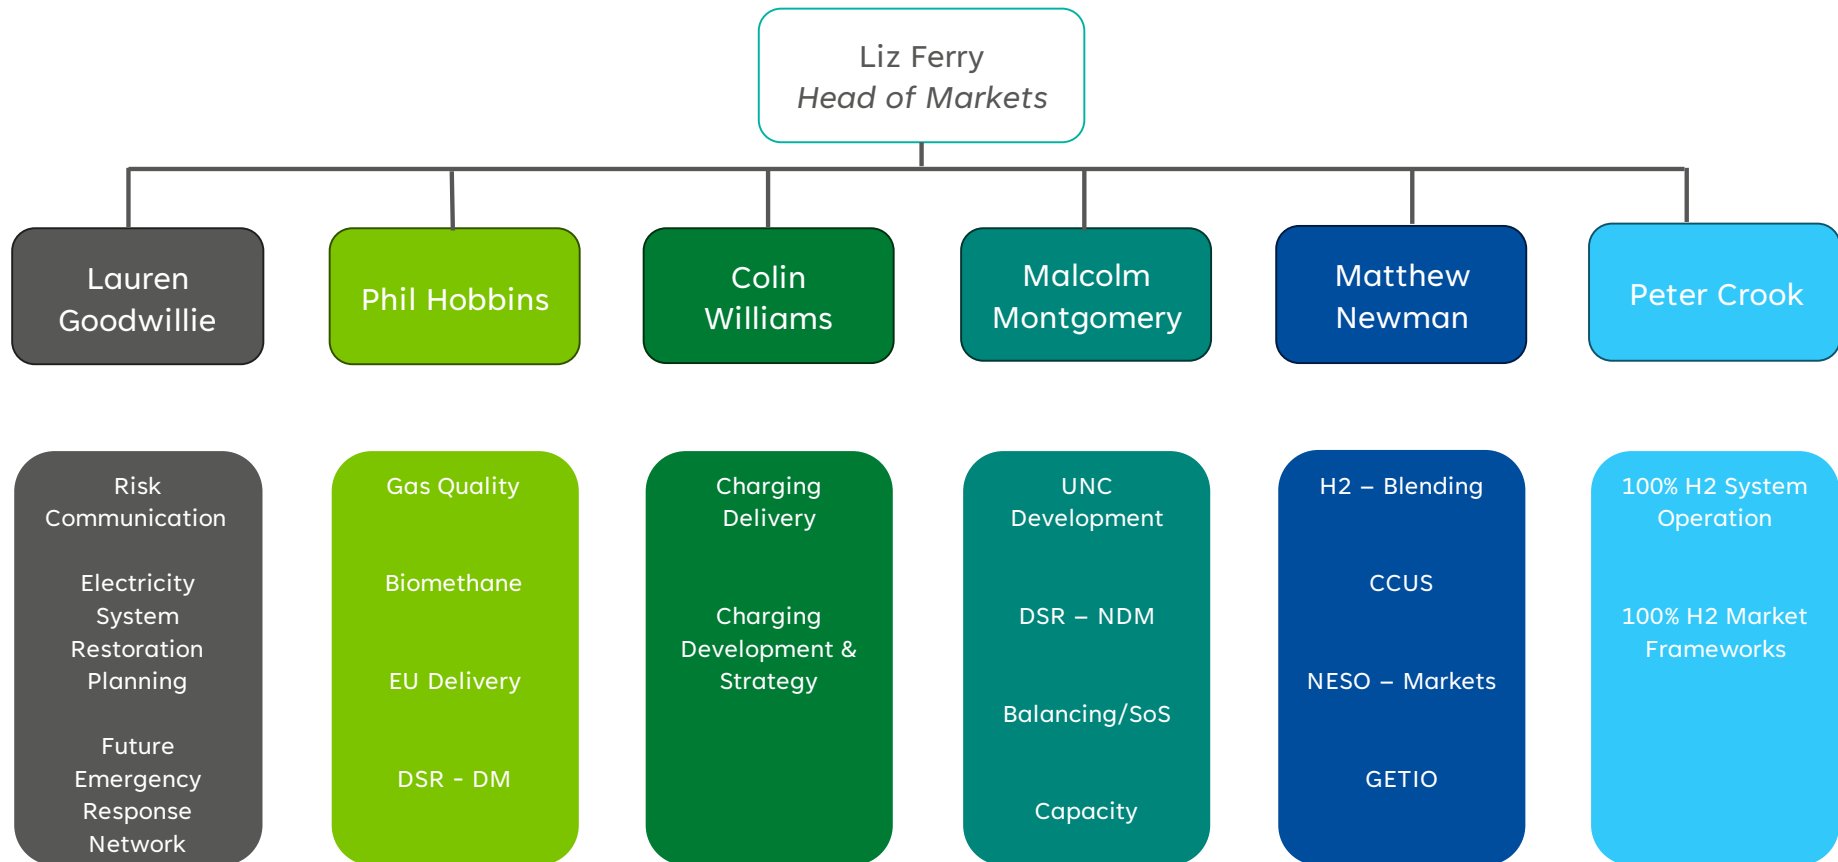 Liz Ferry
Head of Markets
Lauren
Goodwillie
Phil Hobbins
Colin
Williams
Malcolm
Montgomery
Matthew
Newman
Peter Crook
Risk
Communication
Electricity
System
Restoration
Planning
Future
Emergency
Response
Network
Gas Quality
Biomethane
EU Delivery
DSR - DM
Charging
Delivery
Charging
Development &
Strategy
UNC
Development
DSR – NDM
Balancing/SoS
Capacity
H2 – Blending
CCUS
NESO – Markets
GETIO
100% H2 System
Operation
100% H2 Market
Frameworks